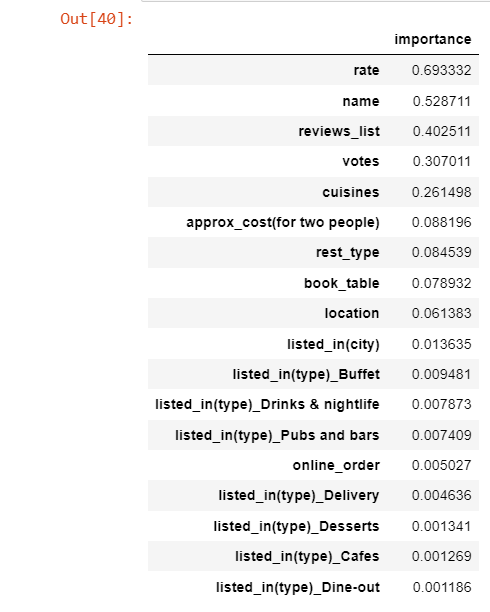 Out[40]:
importance
rate 0.693332
name 0.528711
reviews_list 0.402511
votes 0.307011
cuisines 0.261498
approx_cost(for two people) 0.088196
rest_type 0.084539
book_table 0.078932
location 0.061383
listed_in(city) 0.013635
listed_in(type)_Buffet 0.009481
listed_in(type)_Drinks & nightlife 0.007873
listed_in(type)_Pubs and bars 0.007409
online_order 0.005027
listed_in(type)_Delivery 0.004636
listed_in(type)_Desserts 0.001341
listed_in(type)_Cafes 0.001269
listed_in(type)_Dine-out 0.001186